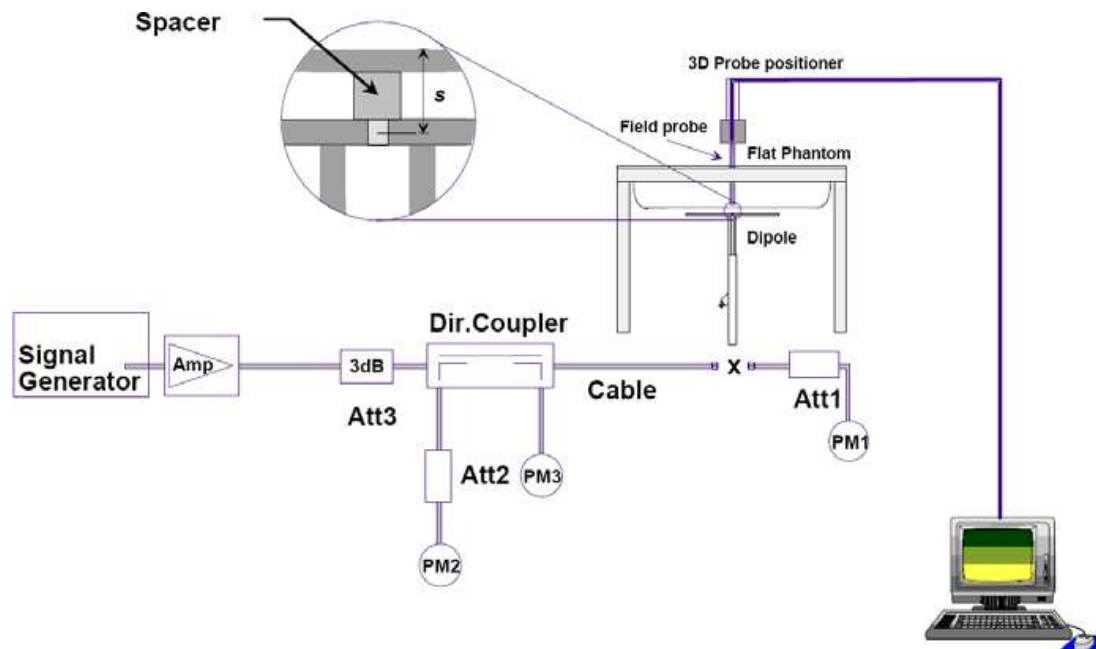 Spacer
s
3D Probe positioner
Field probe
Flat Phantom
Dipole
Dir.Coupler
Signal
Generator
Amp
3dB
Att3
Cable
x
Att1
PM1
Att2
PM3
PM2